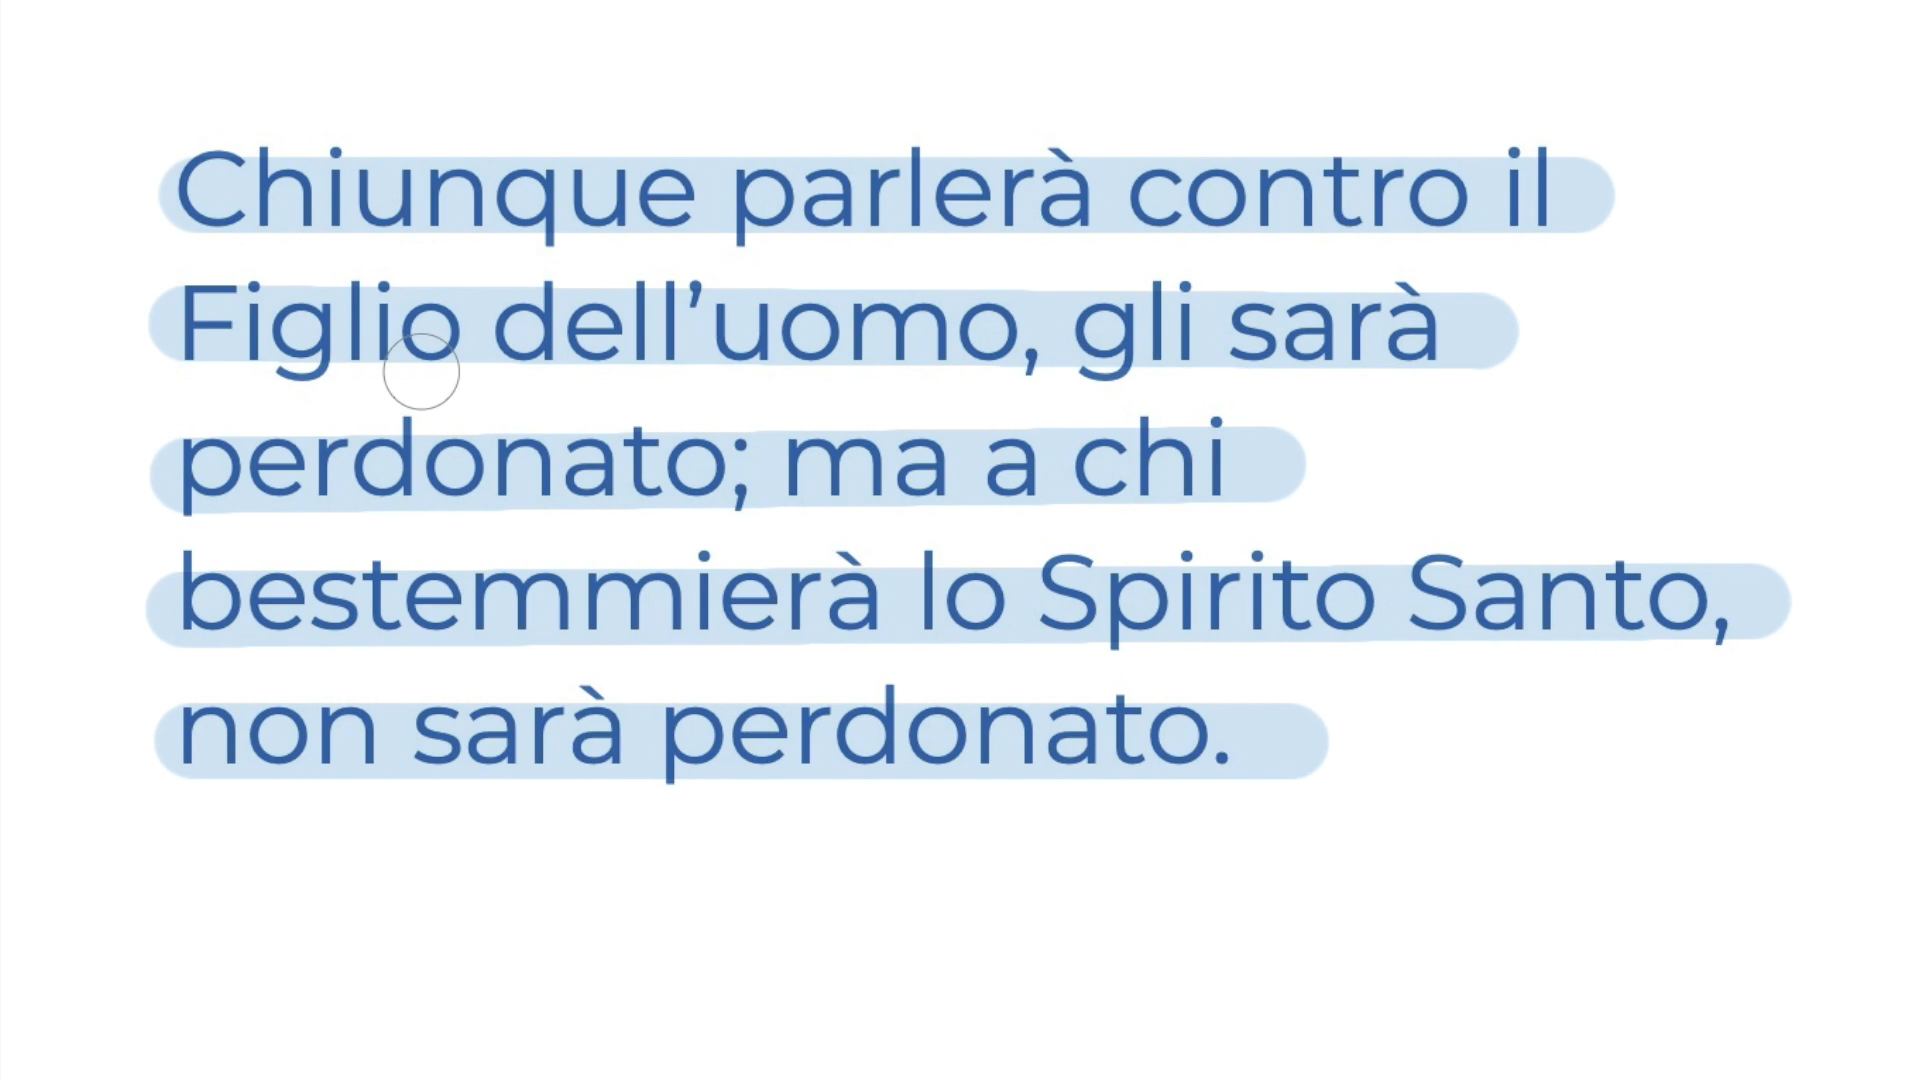 Chiunque parlerà contro il
Figlio dell’uomo, gli sarà
perdonato; ma a chi
bestemmierà lo Spirito Santo,
non sarà perdonato.